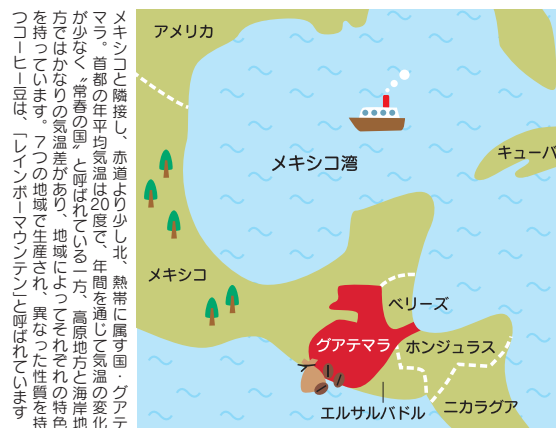 メキシコと隣接し、赤道より少し北、熱帯に属す国・グアテ
マラ。首都の年平均気温は20度で、年間を通じて気温の変化
が少なく〝常春の国〟と呼ばれている一方、高原地方と海岸地
方ではかなりの気温差があり、地域によってそれぞれの特色
を持っています。7つの地域で生産され、異なった性質を持
つコーヒー豆は、「レインボーマウンテン」と呼ばれています
アメリカ
キューバ
メキシコ湾
メキシコ
ベリーズ
グアテマラ
ホンジュラス
エルサルバドル
ニカラグア